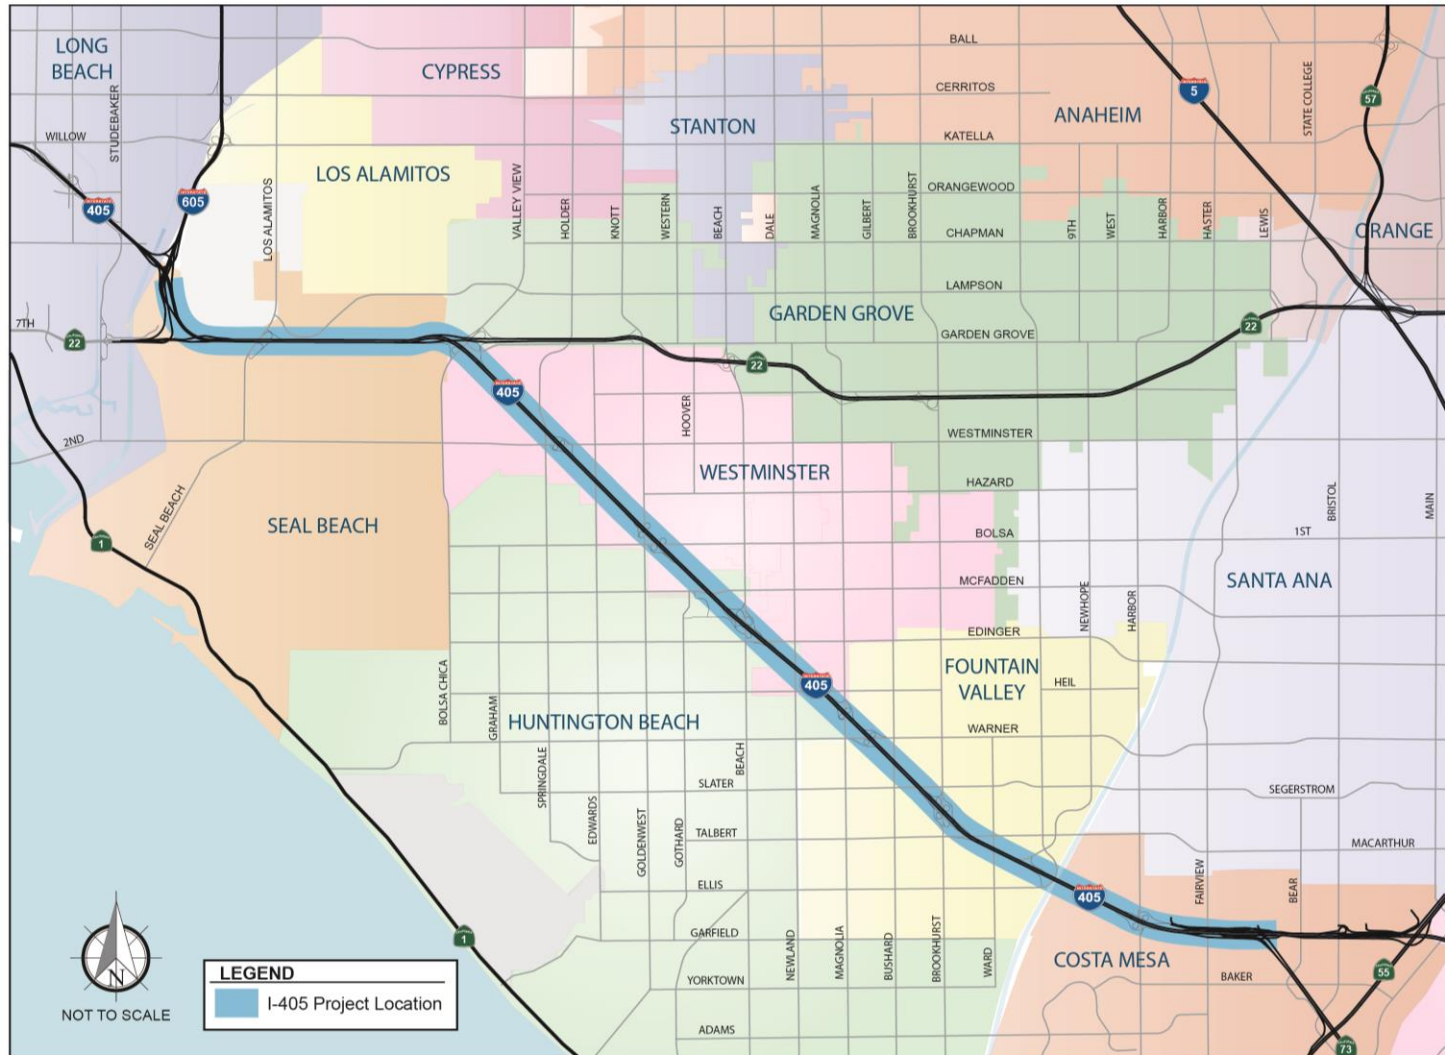 BALL
LONG
BEACH
CYPRESS
CERRITOS
5
57
STUDEBAKER
STATE COLLEGE
ANAHEIM
STANTON
WILLOW
KATELLA
LOS ALAMITOS
405
605
LOS ALAMITOS
VALLEY VIEW
HOLDER
KNOTT
WESTERN
BEACH
DALE
MAGNOLIA
GILBERT
BROOKHURST
ORANGEWOOD
9TH
WEST
HARBOR
HASTER
LEWIS
CHAPMAN
ORANGE
LAMPSON
GARDEN GROVE
7TH
22
GARDEN GROVE
22
22
405
HOOVER
2ND
WESTMINSTER
WESTMINSTER
HAZARD
SEAL BEACH
SEAL BEACH
1
BOLSA
1ST
BRISTOL
MAIN
MCFADDEN
SANTA ANA
NEWHOPE
HARBOR
EDINGER
FOUNTAIN
VALLEY
HEIL
405
BOLSA CHICA
GRAHAM
HUNTINGTON BEACH
WARNER
SPRINGDALE
BEACH
SLATER
SEGERSTROM
EDWARDS
GOLDENWEST
GOTHARD
TALBERT
MACARTHUR
ELLIS
405
FAIRVIEW
BEAR
1
GARFIELD
NEWLAND
MAGNOLIA
BUSHARD
BROOKHURST
WARD
COSTA MESA
BAKER
55
YORKTOWN
ADAMS
73
N
NOT TO SCALE
LEGEND
I-405 Project Location